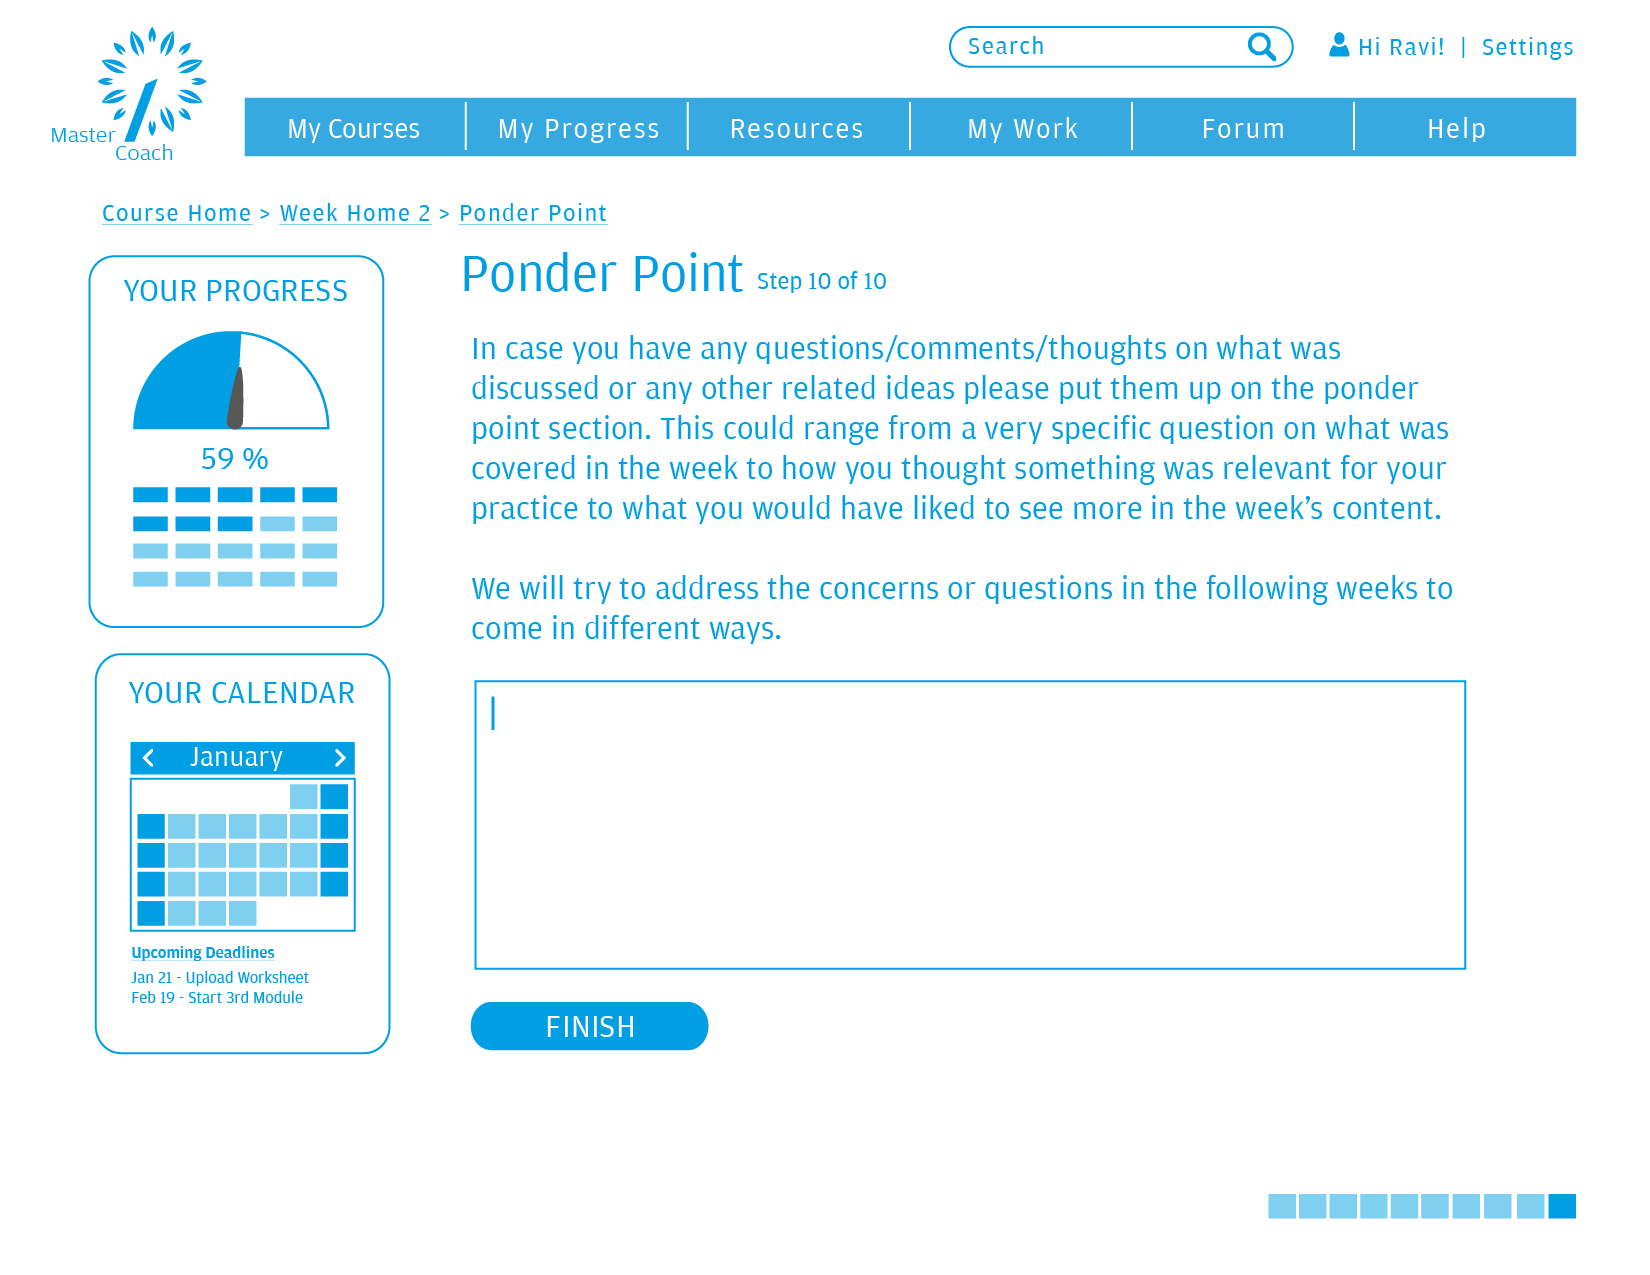 Master
Coach
Search
Hi Ravi! | Settings
My Courses
My Progress
Resources
My Work
Forum
Help
Course Home > Week Home 2 > Ponder Point
YOUR PROGRESS
59 %
Ponder Point Step 10 of 10
In case you have any questions/comments/thoughts on what was
discussed or any other related ideas please put them up on the ponder
point section. This could range from a very specific question on what was
covered in the week to how you thought something was relevant for your
practice to what you would have liked to see more in the week’s content.
We will try to address the concerns or questions in the following weeks to
come in different ways.
YOUR CALENDAR
January
Upcoming Deadlines
Jan 21 - Upload Worksheet
Feb 19 - Start 3rd Module
FINISH